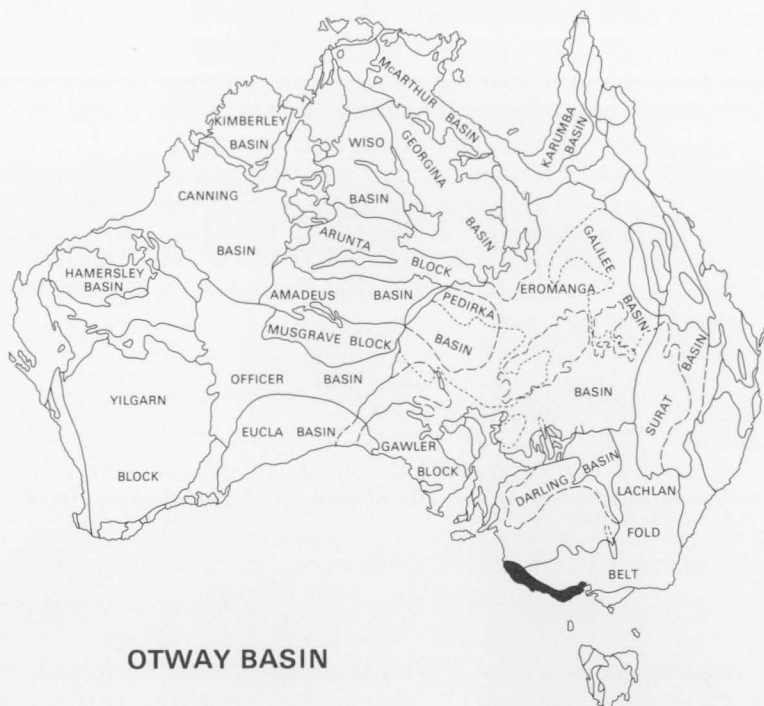 McARTHUR BASIN
KARUMBA
BASIN
KIMBERLEY
BASIN
WISO
BASIN
GEORGINA
BASIN
CANNING
BASIN
ARUNTA
BLOCK
GALILEE
BASIN
HAMERSLEY
BASIN
AMADEUS BASIN
PEDIRKA
BASIN
EROMANGA
BASIN
MUSGRAVE BLOCK
YILGARN
BLOCK
OFFICER BASIN
SURAT
BASIN
EUCLA BASIN
GAWLER
BLOCK
DARLING BASIN
LACHLAN
FOLD
BELT
OTWAY BASIN